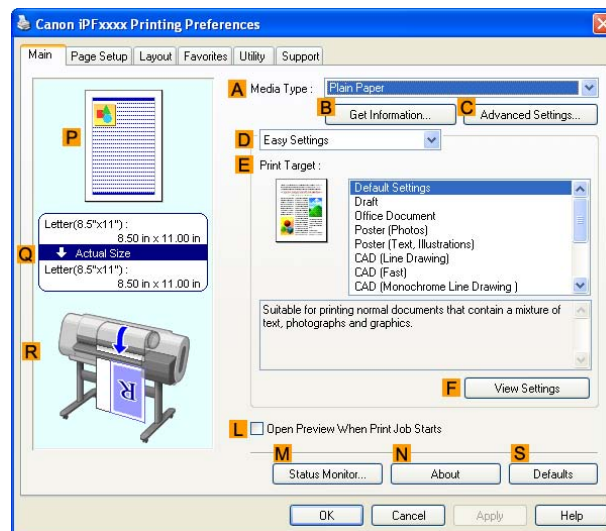 Canon iPFxxxx Printing Preferences
Main Page Setup Layout Favorites Utility Support
A Media Type : Plain Paper
B Get Information... C Advanced Settings...
D Easy Settings
E Print Target :
Default Settings
Draft
Office Document
Poster (Photos)
Poster (Text, Illustrations)
CAD (Line Drawing)
CAD (Fast)
CAD (Monochrome Line Drawing )
Suitable for printing normal documents that contain a mixture of
text, photographs and graphics.
F View Settings
P
Q
Letter(8.5"x11") :
8.50 in x 11.00 in
Actual Size
Letter(8.5"x11") :
8.50 in x 11.00 in
R
R
L Open Preview When Print Job Starts
M Status Monitor... N About S Defaults
OK Cancel Apply Help